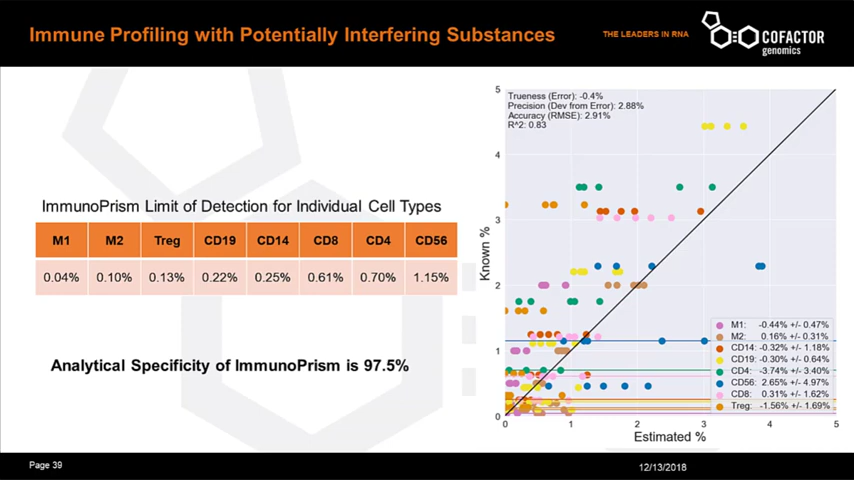 Immune Profiling with Potentially Interfering Substances
THE LEADERS IN RNA
COFACTOR
genomics
ImmunoPrism Limit of Detection for Individual Cell Types
M1 M2 Treg CD19 CD14 CD8 CD4 CD56
0.04% 0.10% 0.13% 0.22% 0.25% 0.61% 0.70% 1.15%
Analytical Specificity of ImmunoPrism is 97.5%
Trueness (Error): -0.4%
Precision (Dev from Error): 2.88%
Accuracy (RMSE): 2.91%
R^2: 0.83
5
4
3
2
1
0
Known %
M1: -0.44% +/- 0.47%
M2: 0.16% +/- 0.31%
CD14: -0.32% +/- 1.18%
CD19: -0.30% +/- 0.64%
CD4: -3.74% +/- 3.40%
CD56: 2.65% +/- 4.97%
CD8: 0.31% +/- 1.62%
Treg: -1.56% +/- 1.69%
0 1 2 3 4 5
Estimated %
Page 39
12/13/2018